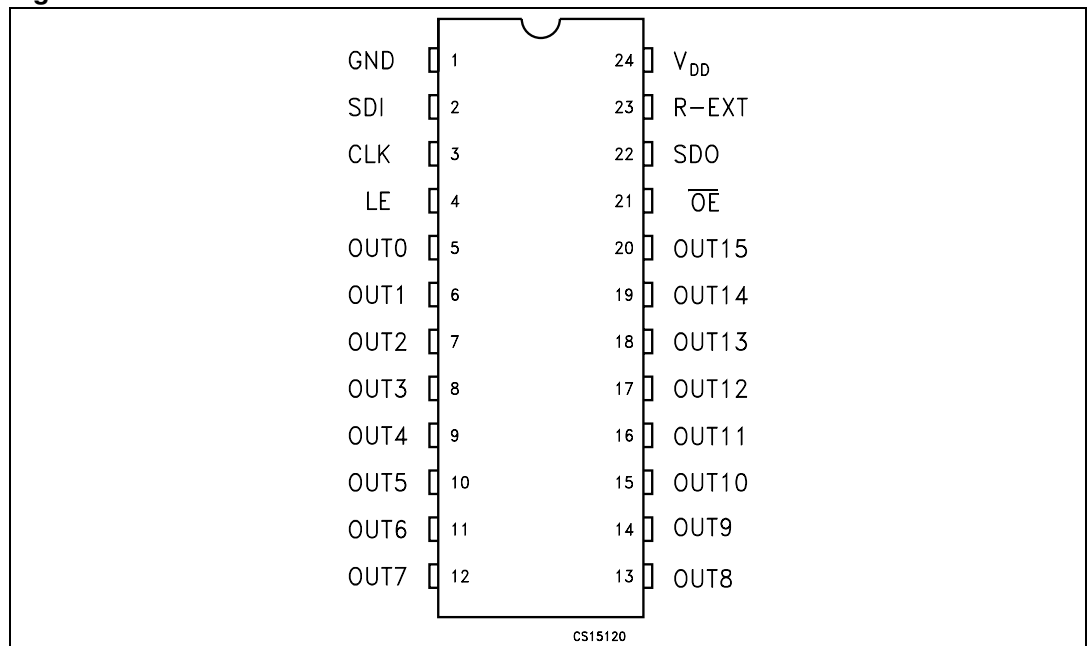 GND 1 24 VDD
SDI 2 23 R-EXT
CLK 3 22 SDO
LE 4 21 O̅E̅
OUT0 5 20 OUT15
OUT1 6 19 OUT14
OUT2 7 18 OUT13
OUT3 8 17 OUT12
OUT4 9 16 OUT11
OUT5 10 15 OUT10
OUT6 11 14 OUT9
OUT7 12 13 OUT8
CS15120